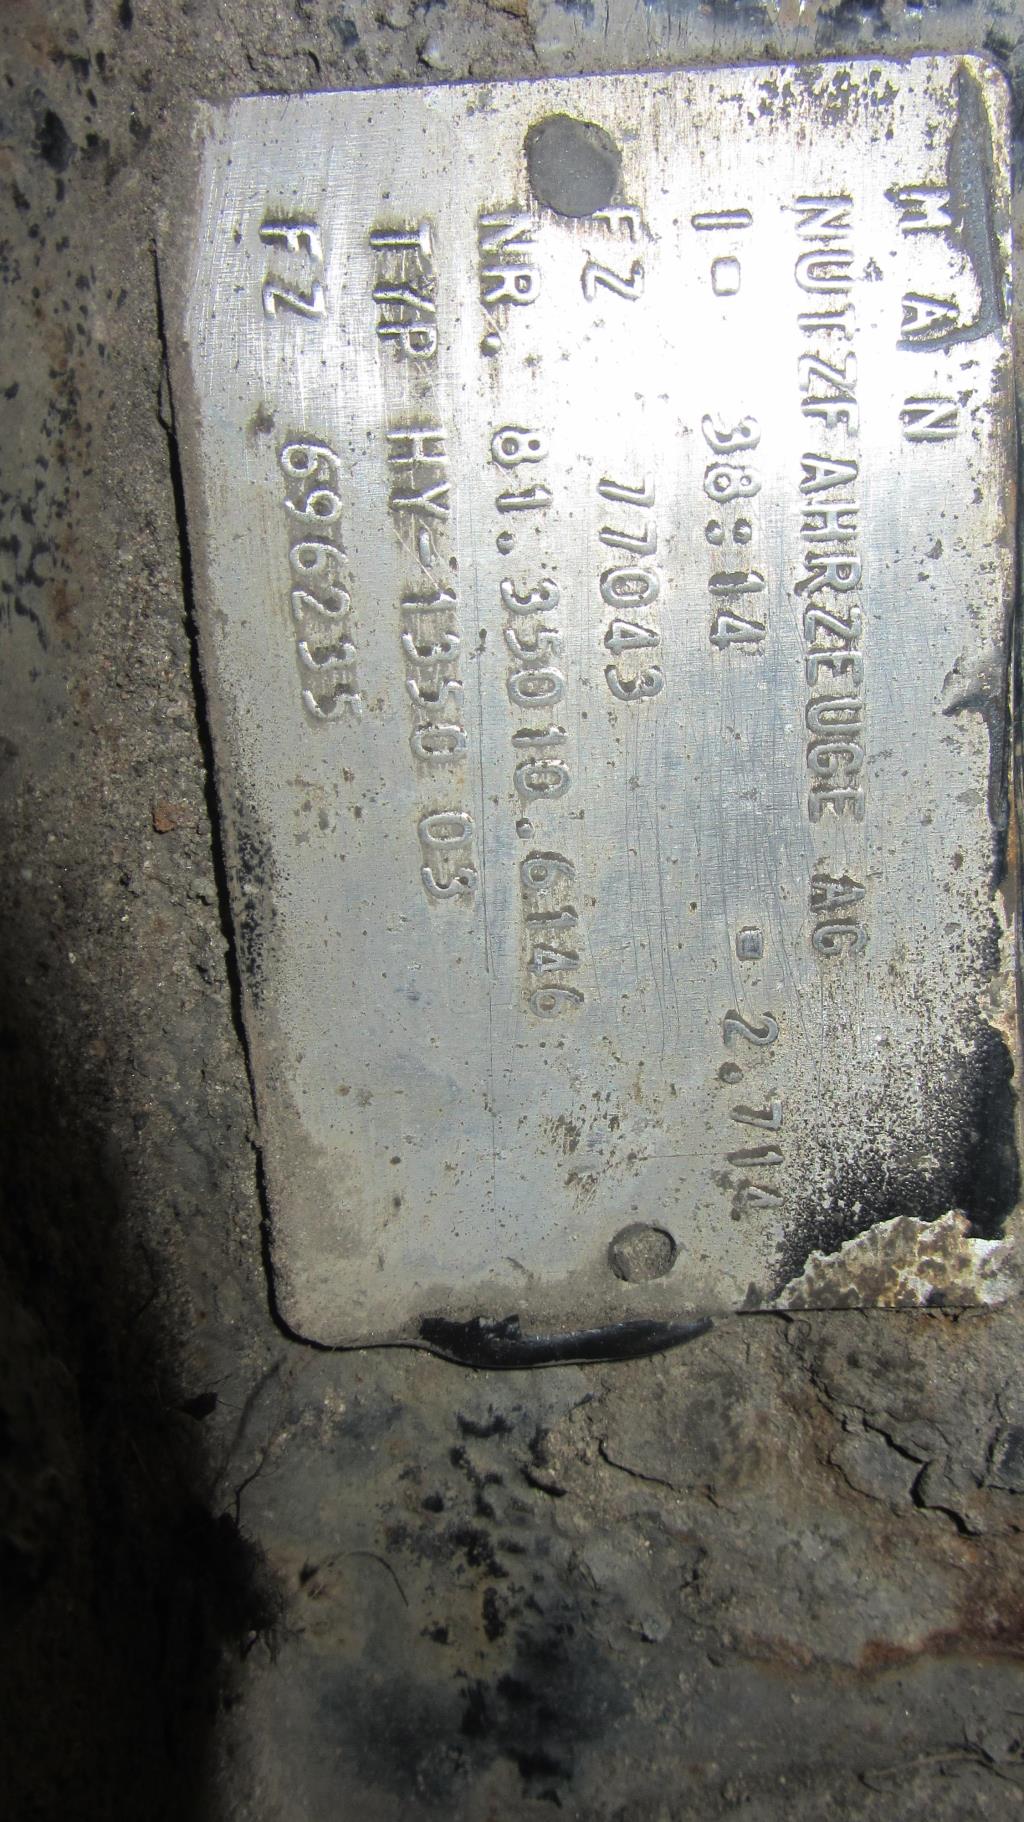 M A N
NUTZFAHRZEUGE AG
I= 38:14 = 2.714
FZ 77043
NR. 81.35010.6146
TYP HY-1350 03
FZ 696235